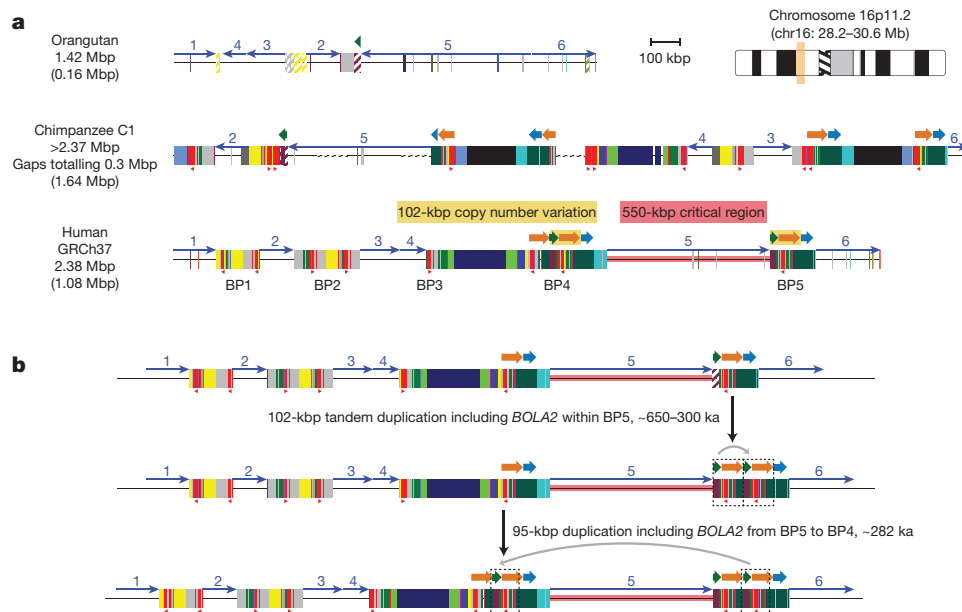 a
Orangutan
1.42 Mbp
(0.16 Mbp)
1 4 3 2 5 6
100 kbp
Chromosome 16p11.2
(chr16: 28.2–30.6 Mb)
Chimpanzee C1
>2.37 Mbp
Gaps totalling 0.3 Mbp
(1.64 Mbp)
2 5 4 3 6
102-kbp copy number variation
550-kbp critical region
Human
GRCh37
2.38 Mbp
(1.08 Mbp)
1 2 3 4 5 6
BP1 BP2 BP3 BP4 BP5
b
1 2 3 4 5 6
102-kbp tandem duplication including BOLA2 within BP5, ~650–300 ka
1 2 3 4 5 6
95-kbp duplication including BOLA2 from BP5 to BP4, ~282 ka
1 2 3 4 5 6